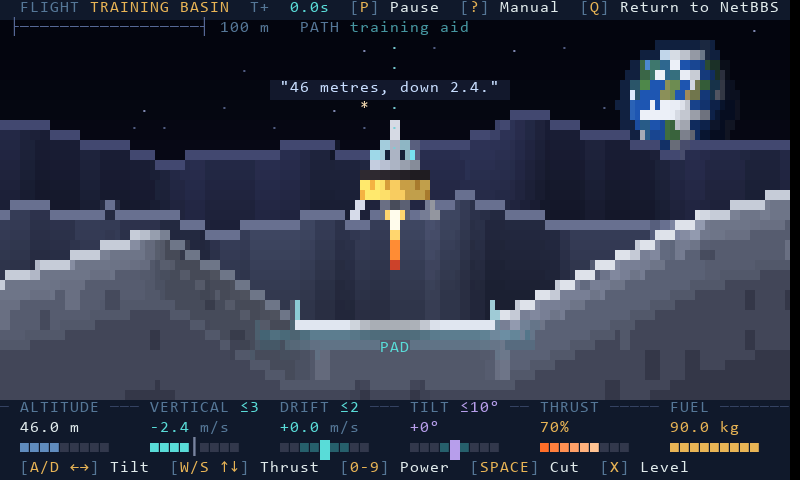 FLIGHT TRAINING BASIN T+ 0.0s [P] Pause [?] Manual [Q] Return to NetBBS
100 m PATH training aid
"46 metres, down 2.4."
*
PAD
ALTITUDE VERTICAL ≤3 DRIFT ≤2 TILT ≤10° THRUST FUEL
46.0 m -2.4 m/s +0.0 m/s +0° 70% 90.0 kg
[A/D ←→] Tilt [W/S ↑↓] Thrust [0-9] Power [SPACE] Cut [X] Level